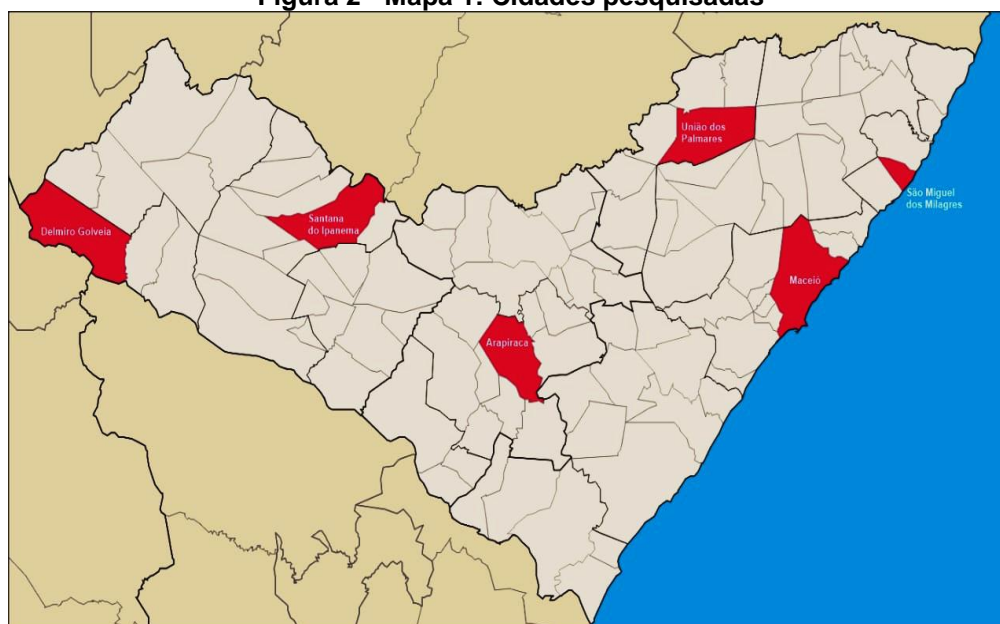 Figura 2 - Mapa 1: Cidades pesquisadas
União dos
Palmares
São Miguel
dos Milagres
Santana
do Ipanema
Delmiro Golveia
Maceió
Arapiraca